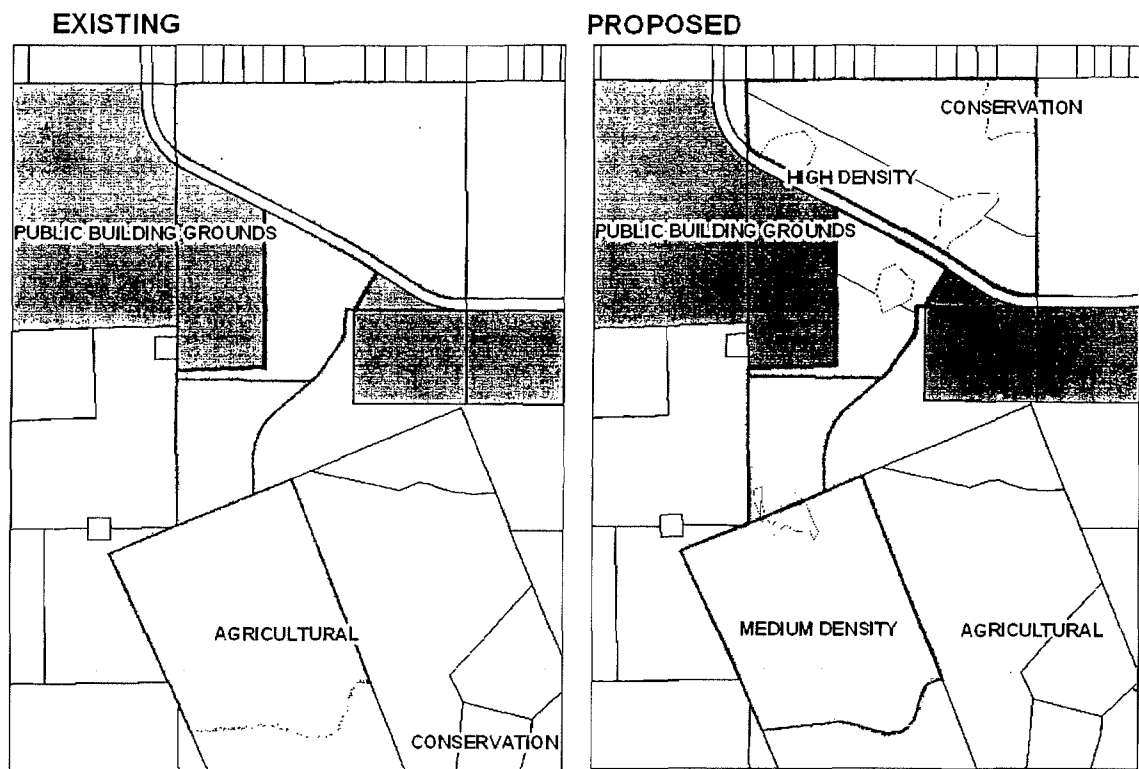 EXISTING
PUBLIC BUILDING GROUNDS
AGRICULTURAL
CONSERVATION
PROPOSED
CONSERVATION
HIGH DENSITY
PUBLIC BUILDING GROUNDS
MEDIUM DENSITY
AGRICULTURAL